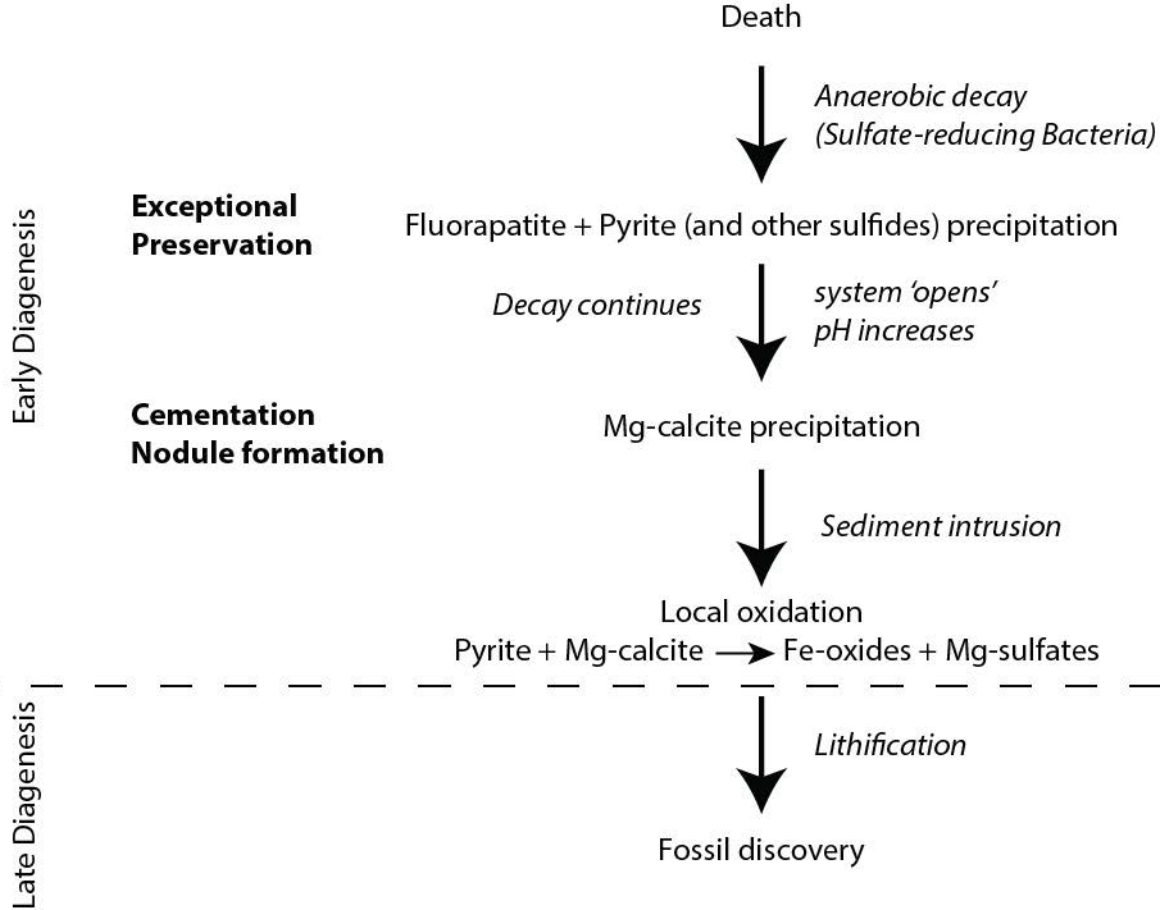 Death
Anaerobic decay
(Sulfate-reducing Bacteria)
Early Diagenesis
Exceptional
Preservation
Fluorapatite + Pyrite (and other sulfides) precipitation
Decay continues
system ‘opens’
pH increases
Cementation
Nodule formation
Mg-calcite precipitation
Sediment intrusion
Local oxidation
Pyrite + Mg-calcite → Fe-oxides + Mg-sulfates
Late Diagenesis
Lithification
Fossil discovery